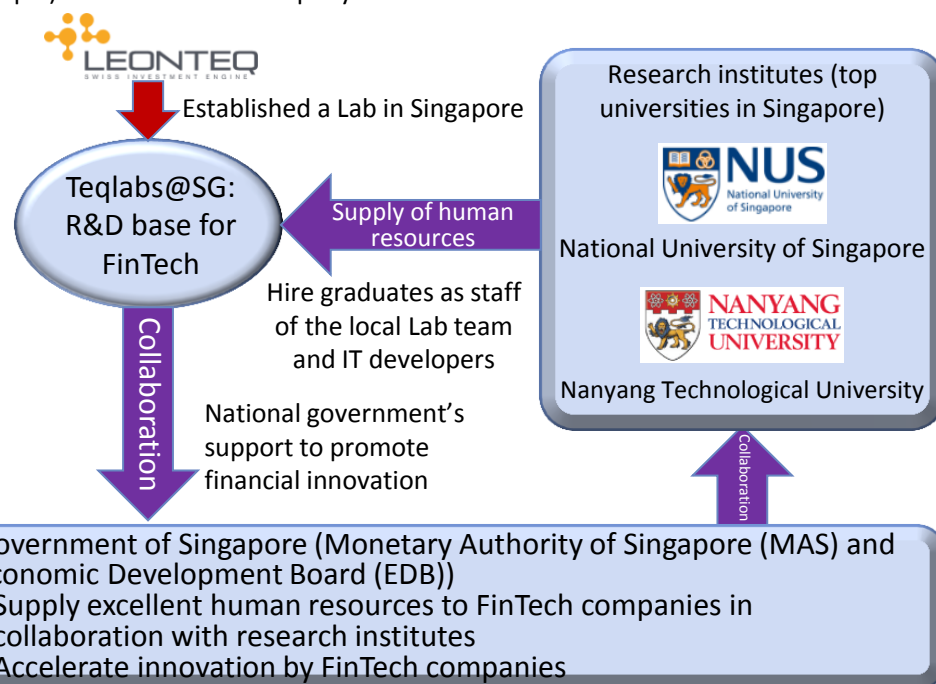 LEONTEQ
SWISS INVESTMENT ENGINE
Established a Lab in Singapore
Teqlabs@SG:
R&D base for
FinTech
Supply of human
resources
Hire graduates as staff
of the local Lab team
and IT developers
Research institutes (top
universities in Singapore)
NUS
National University
of Singapore
National University of Singapore
NANYANG
TECHNOLOGICAL
UNIVERSITY
Nanyang Technological University
Collaboration
National government's
support to promote
financial innovation
Collaboration
overnment of Singapore (Monetary Authority of Singapore (MAS) and
conomic Development Board (EDB))
Supply excellent human resources to FinTech companies in
collaboration with research institutes
Accelerate innovation by FinTech companies